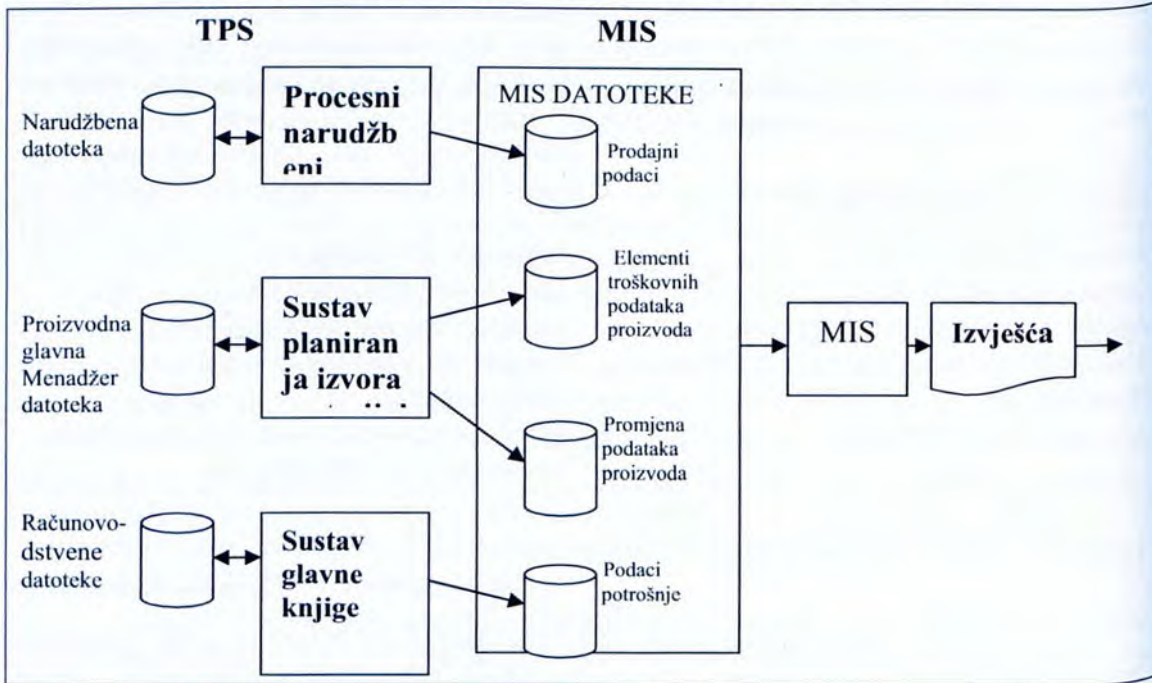 TPS
MIS
Narudžbena
datoteka
Procesni
narudžb
eni
MIS DATOTEKE
Prodajni
podaci
Proizvodna
glavna
Menadžer
datoteka
Sustav
planiran
ja izvora
Elementi
troškovnih
podataka
proizvoda
Promjena
podataka
proizvoda
MIS
Izvješća
Računovo-
dstvene
datoteke
Sustav
glavne
knjige
Podaci
potrošnje